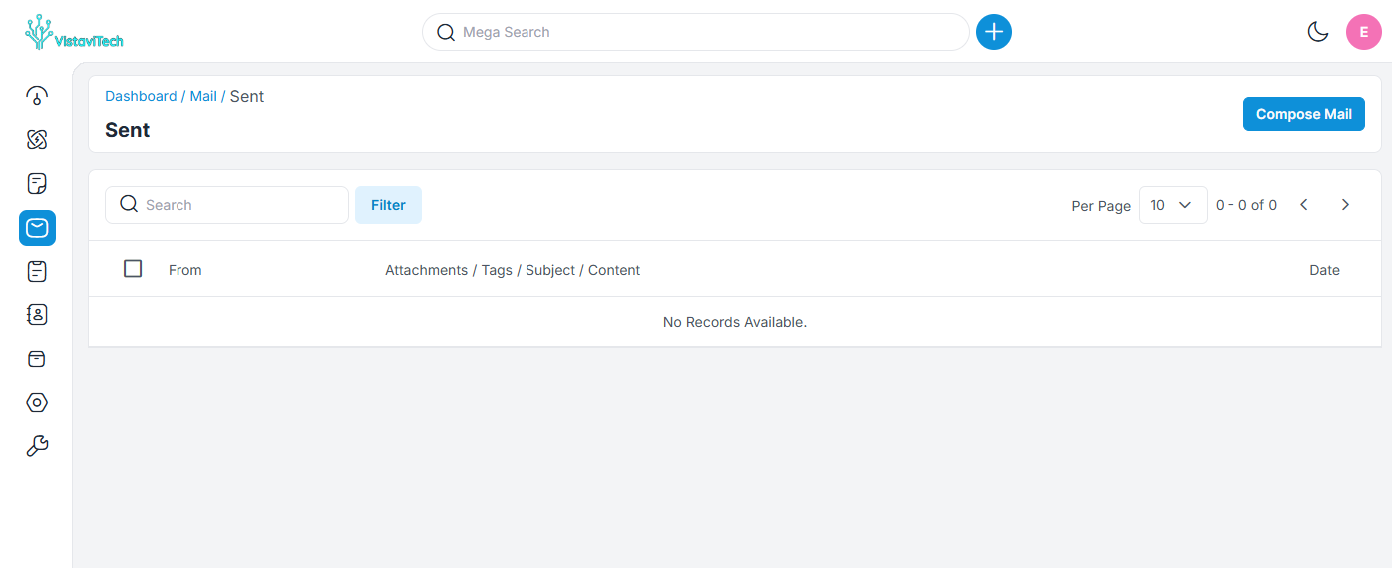 VistaviTech
Mega Search
E
Dashboard / Mail / Sent
Sent
Compose Mail
Search
Filter
Per Page 10 0 - 0 of 0
From Attachments / Tags / Subject / Content Date
No Records Available.